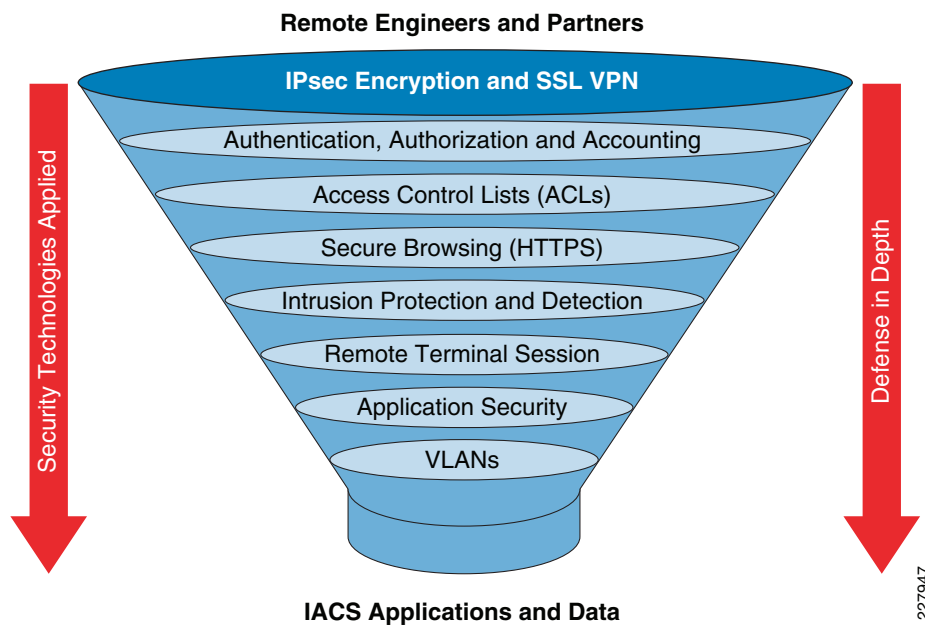 Remote Engineers and Partners
IPsec Encryption and SSL VPN
Authentication, Authorization and Accounting
Access Control Lists (ACLs)
Secure Browsing (HTTPS)
Intrusion Protection and Detection
Remote Terminal Session
Application Security
VLANs
Security Technologies Applied
Defense in Depth
IACS Applications and Data
227947